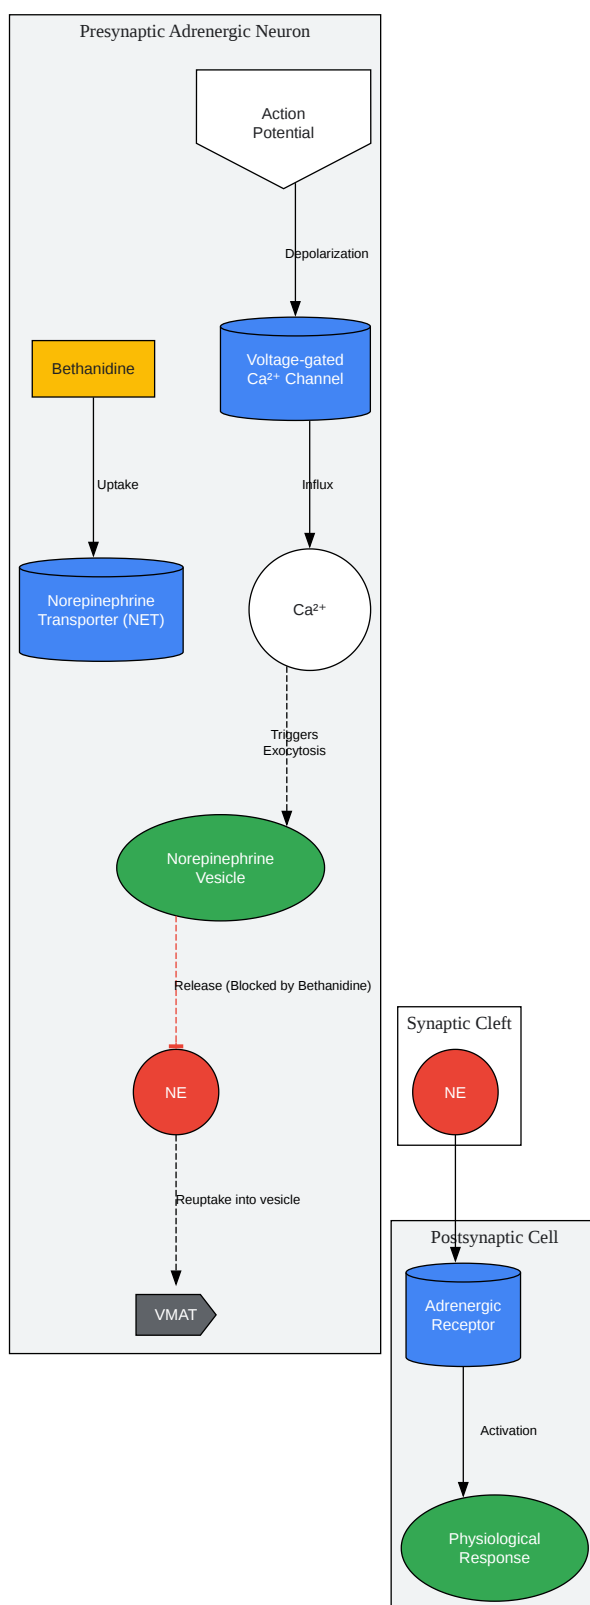 Presynaptic Adrenergic Neuron
Action
Potential
Depolarization
Voltage-gated
Ca²⁺ Channel
Bethanidine
Uptake
Influx
Norepinephrine
Transporter (NET)
Ca²⁺
Triggers
Exocytosis
Norepinephrine
Vesicle
Release (Blocked by Bethanidine)
NE
Reuptake into vesicle
VMAT
Synaptic Cleft
NE
Postsynaptic Cell
Adrenergic
Receptor
Activation
Physiological
Response